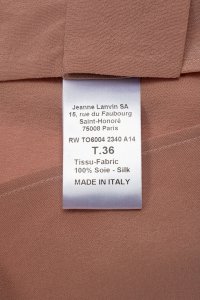 Jeanne Lanvin SA
15, rue du Faubourg
Saint-Honoré
75008 Paris
RW TO6004 2340 A14
T.36
Tissu-Fabric
100% Soie - Silk
MADE IN ITALY